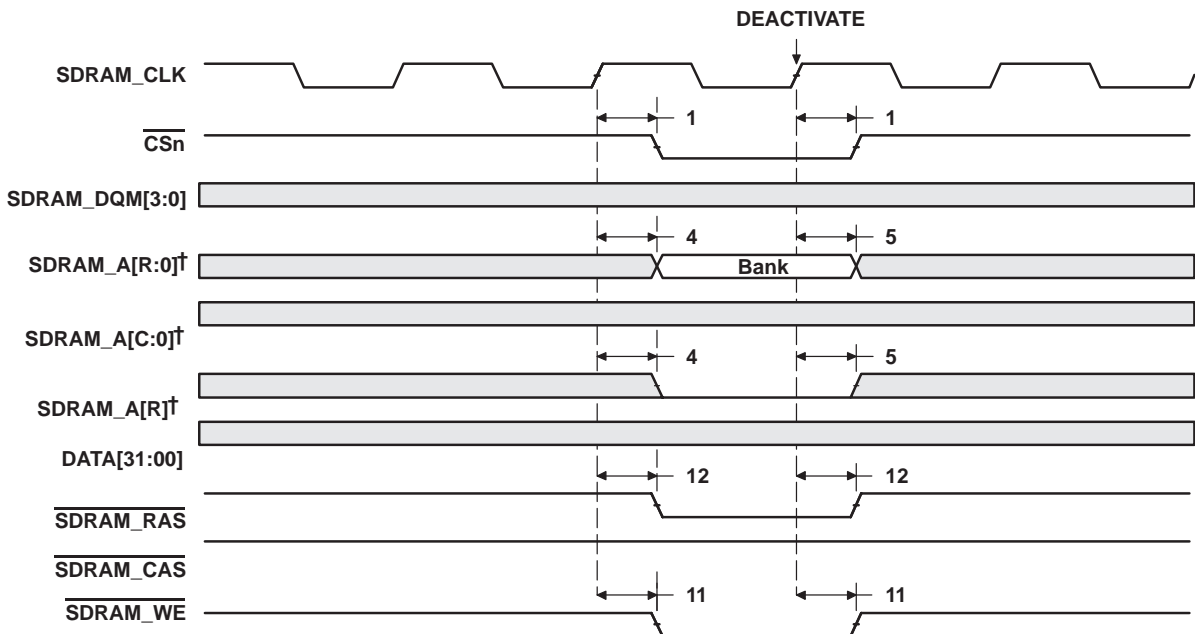 DEACTIVATE
SDRAM_CLK
1 1
CSn
SDRAM_DQM[3:0]
4 5
SDRAM_A[R:0]† Bank
SDRAM_A[C:0]†
4 5
SDRAM_A[R]†
DATA[31:00]
12 12
SDRAM_RAS
SDRAM_CAS
11 11
SDRAM_WE